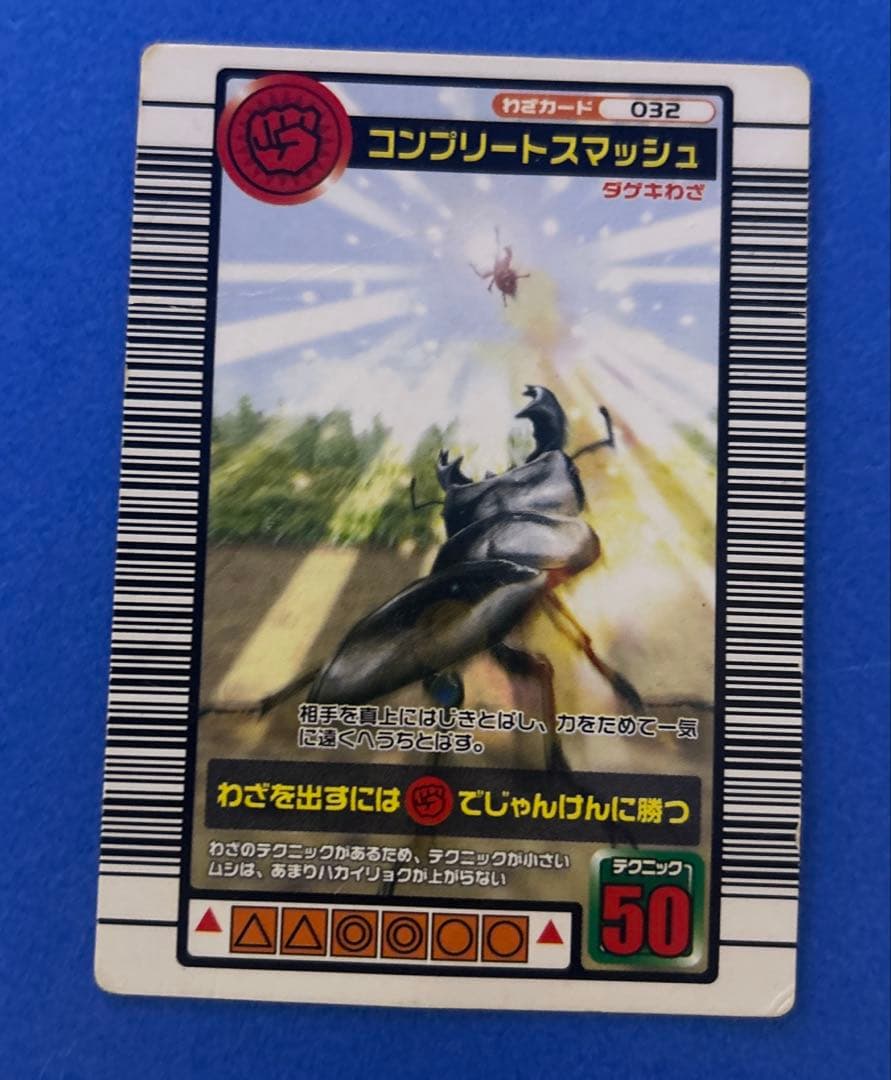 わざカード 032
コンプリートスマッシュ
ダゲキわざ
相手を真上にはじきとばし、力をためて一気
に遠くへうちとばす。
わざを出すには でじゃんけんに勝つ
わざのテクニックがあるため、テクニックが小さい
ムシは、あまりハカイリョクが上がらない
テクニック
50